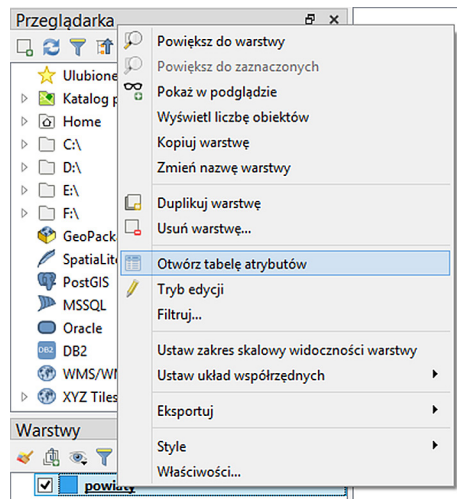 Przeglądarka
Ulubione
Katalog
Home
C:\
D:\
E:\
F:\
GeoPack
SpatiaLite
PostGIS
MSSQL
Oracle
DB2
DB2
WMS/WM
XYZ Tiles
Powiększ do warstwy
Powiększ do zaznaczonych
Pokaż w podglądzie
Wyświetl liczbę obiektów
Kopiuj warstwę
Zmień nazwę warstwy
Duplikuj warstwę
Usuń warstwę...
Otwórz tabelę atrybutów
Tryb edycji
Filtruj...
Ustaw zakres skalowy widoczności warstwy
Ustaw układ współrzędnych
Eksportuj
Style
Właściwości...
Warstwy
powiaty